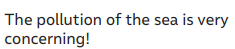 The pollution of the sea is very
concerning!